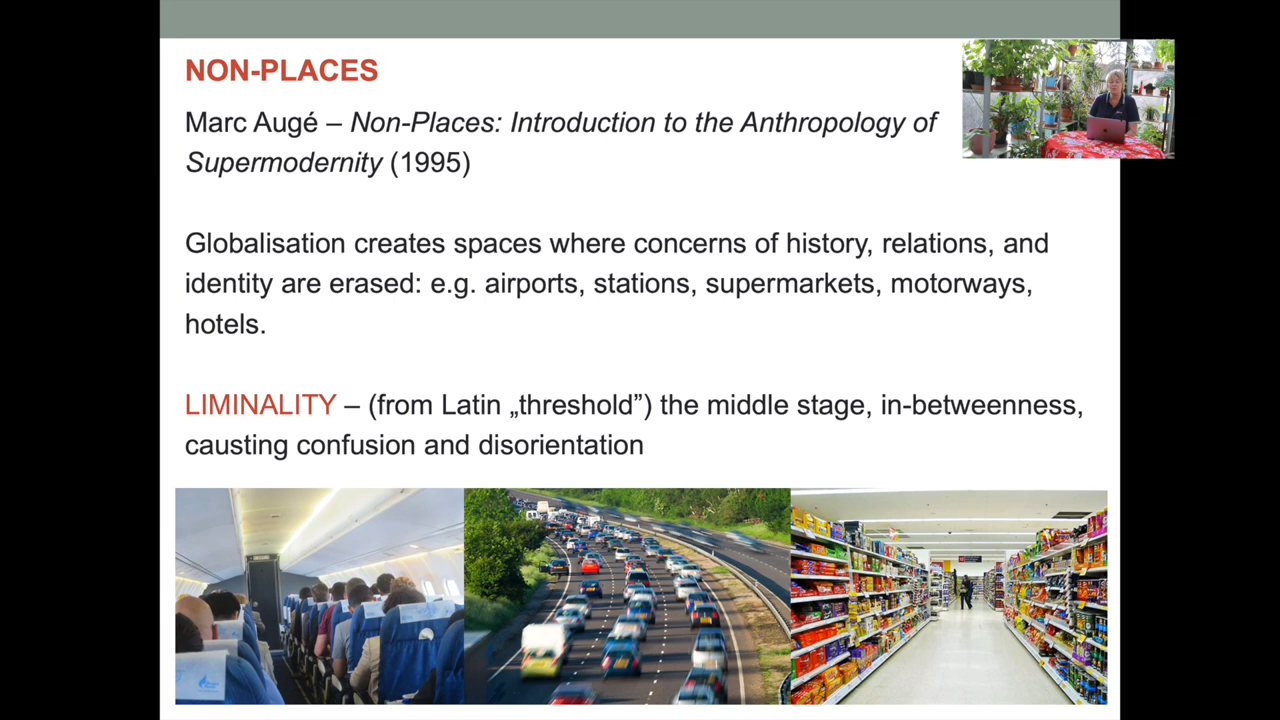 NON-PLACES
Marc Augé – Non-Places: Introduction to the Anthropology of
Supermodernity (1995)
Globalisation creates spaces where concerns of history, relations, and
identity are erased: e.g. airports, stations, supermarkets, motorways,
hotels.
LIMINALITY – (from Latin „threshold”) the middle stage, in-betweenness,
causting confusion and disorientation